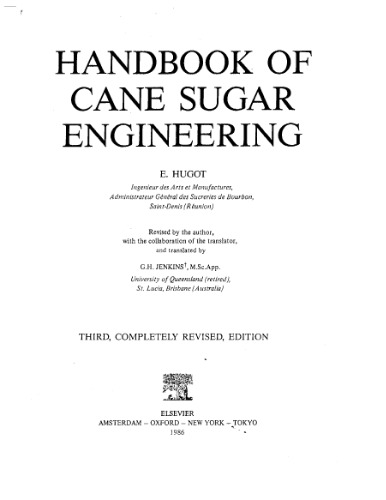 HANDBOOK OF
CANE SUGAR
ENGINEERING
E. HUGOT
Ingenieur des Arts et Manufactures,
Administrateur Général des Sucreries de Bourbon,
Saint-Denis (Réunion)
Revised by the author,
with the collaboration of the translator,
and translated by
G.H. JENKINS†, M.Sc.App.
University of Queensland (retired),
St. Lucia, Brisbane (Australia)
THIRD, COMPLETELY REVISED, EDITION
ELSEVIER
AMSTERDAM – OXFORD – NEW YORK – TOKYO
1986